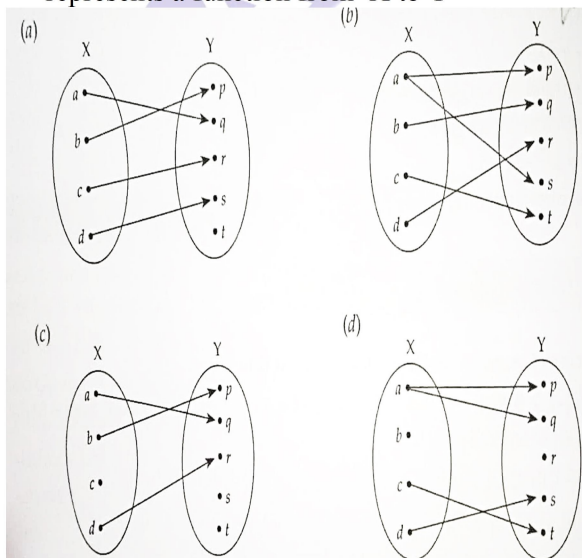 represents a function from X to Y
(a)
X Y
a p
b q
c r
d s
t
(b)
X Y
a p
b q
c r
d s
t
(c)
X Y
a p
b q
c r
d s
t
(d)
X Y
a p
b q
c r
d s
t